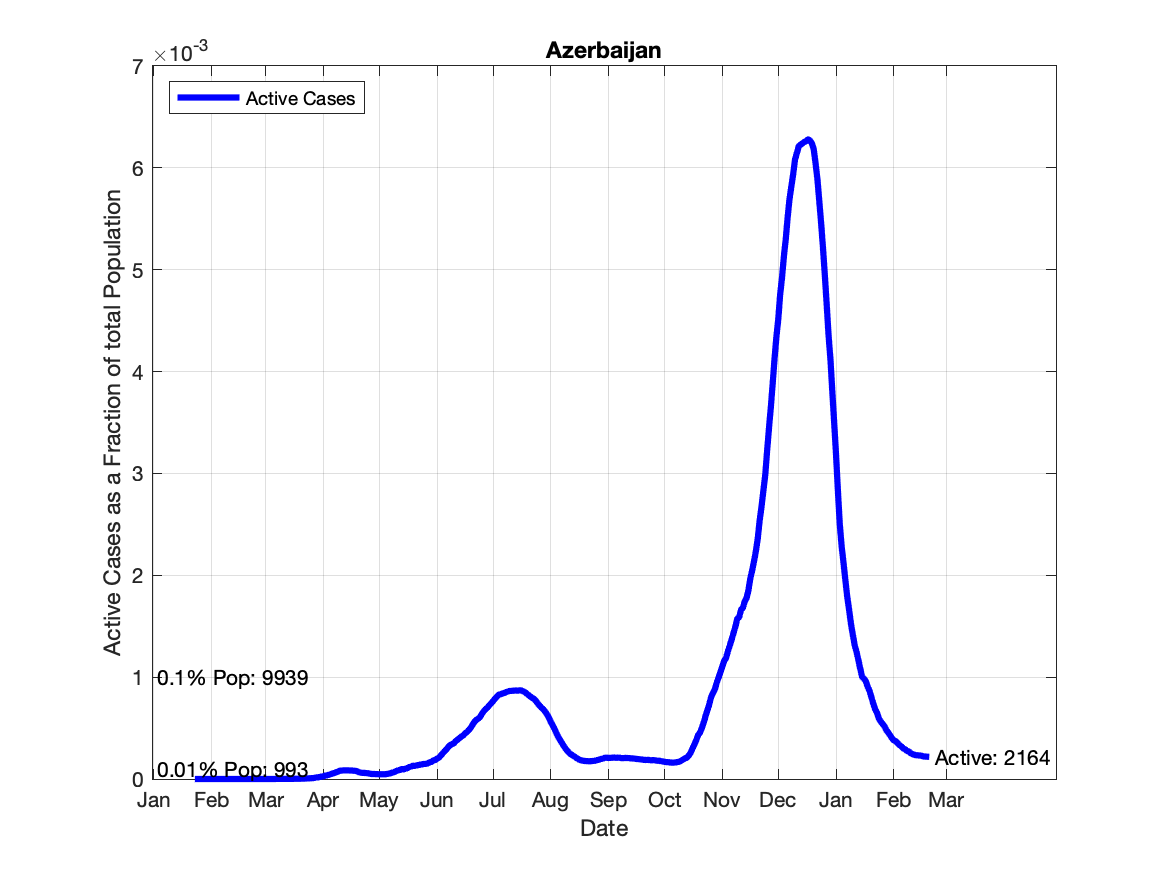 Azerbaijan
×10-3
Active Cases
7
6
5
4
3
2
1
0
Active Cases as a Fraction of total Population
0.1% Pop: 9939
0.01% Pop: 993
Active: 2164
Jan Feb Mar Apr May Jun Jul Aug Sep Oct Nov Dec Jan Feb Mar
Date